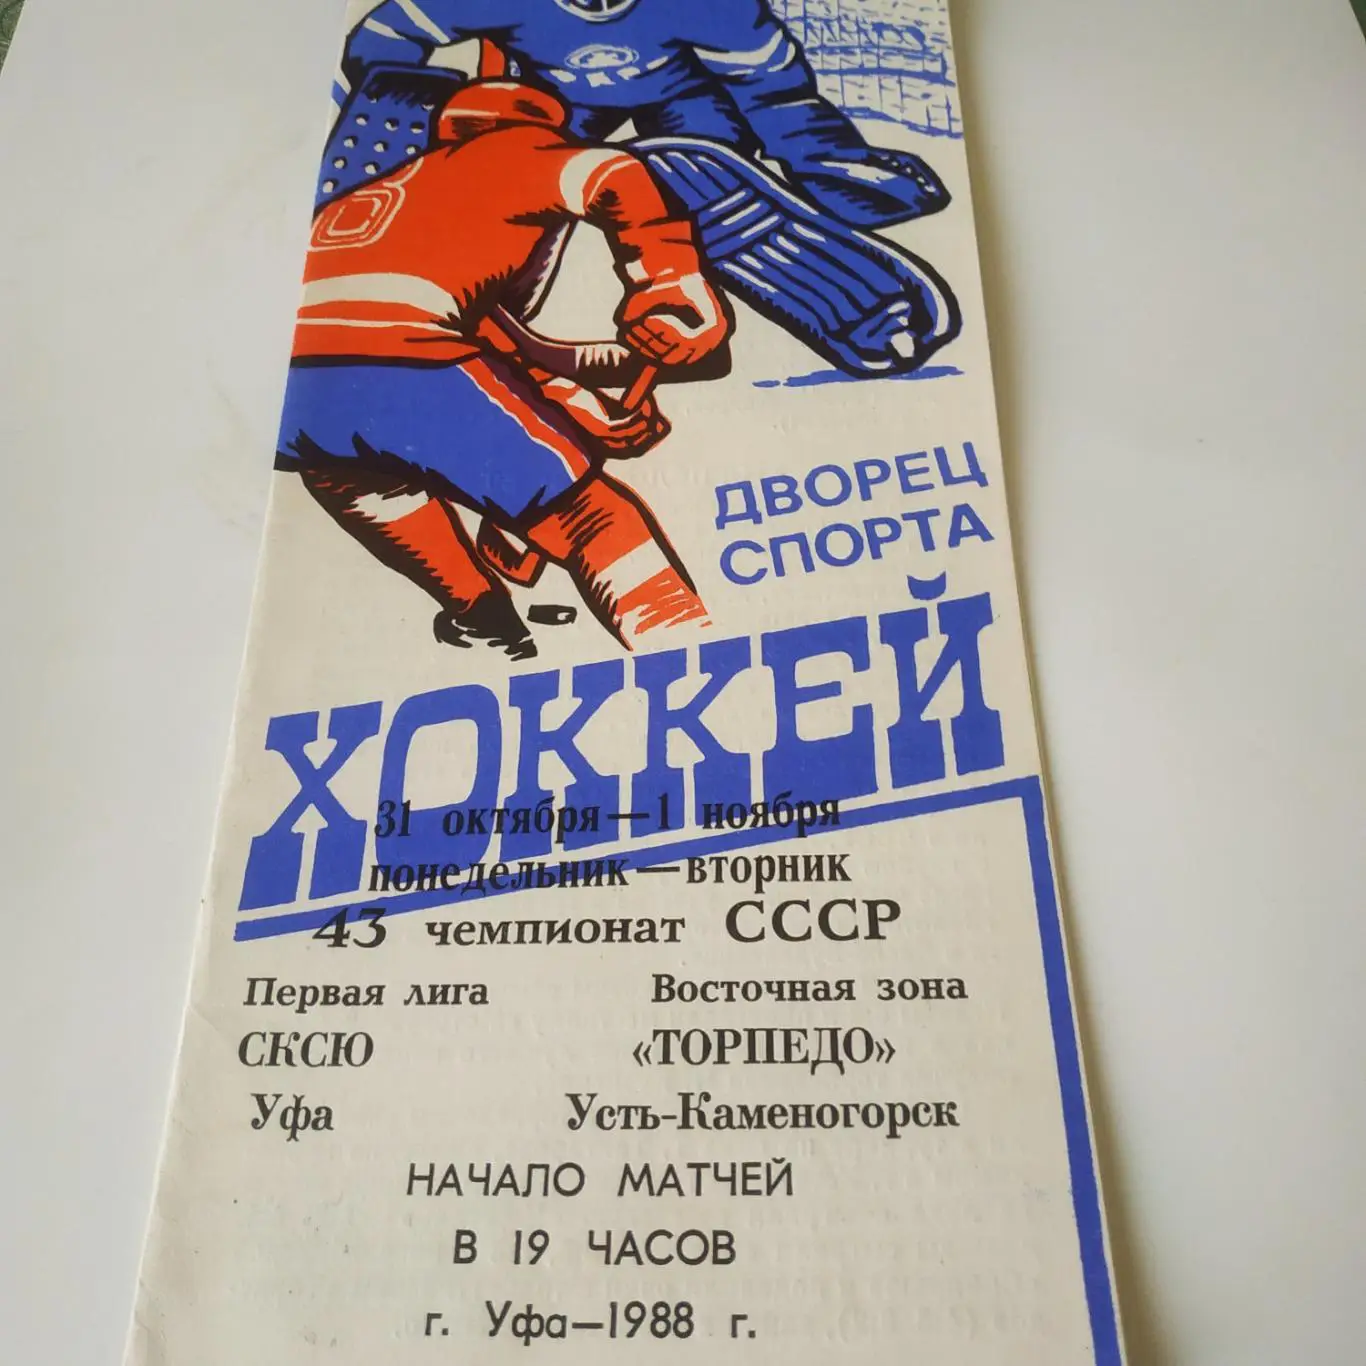 8
ДВОРЕЦ
СПОРТА
ХОККЕЙ
31 октября—1 ноября
понедельник—вторник
43 чемпионат СССР
Первая лига Восточная зона
СКСЮ «ТОРПЕДО»
Уфа Усть-Каменогорск
НАЧАЛО МАТЧЕЙ
В 19 ЧАСОВ
г. Уфа—1988 г.